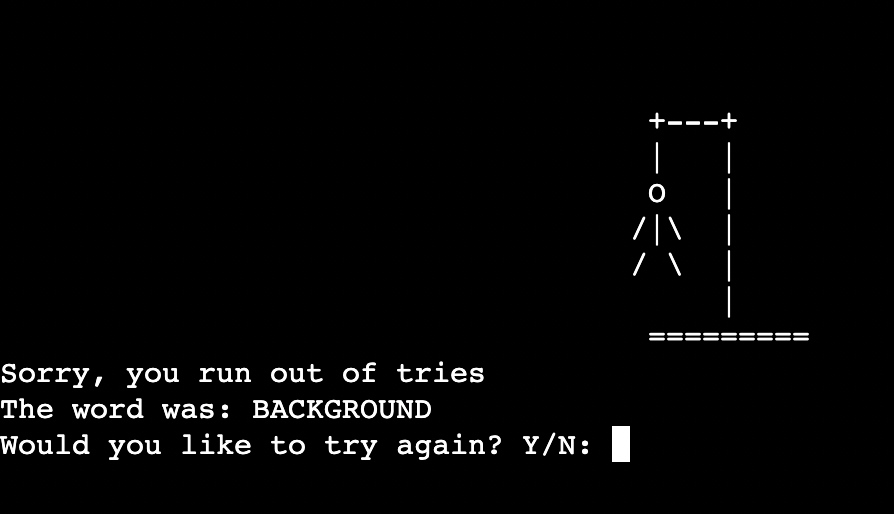 +---+
|   |
O   |
/|\  |
/ \  |
|
=========
Sorry, you run out of tries
The word was: BACKGROUND
Would you like to try again? Y/N: